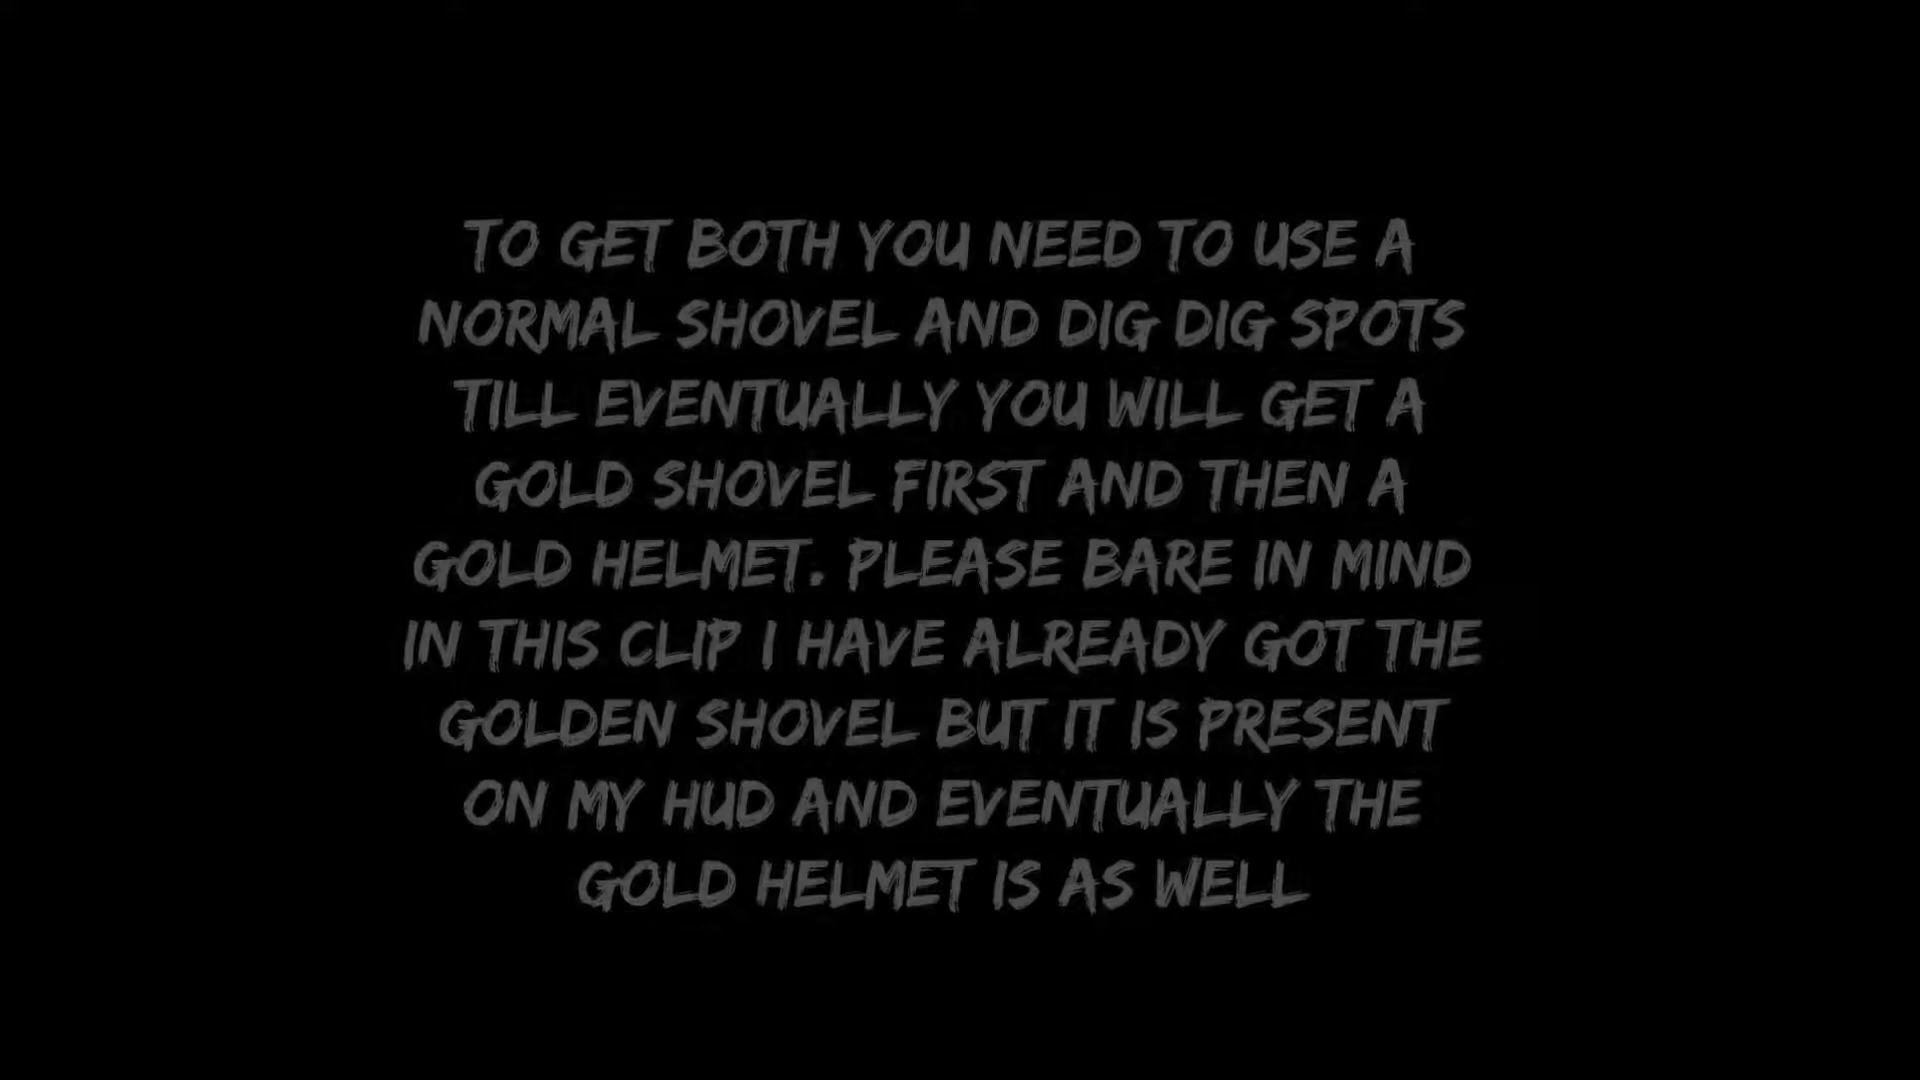 TO GET BOTH YOU NEED TO USE A
NORMAL SHOVEL AND DIG DIG SPOTS
TILL EVENTUALLY YOU WILL GET A
GOLD SHOVEL FIRST AND THEN A
GOLD HELMET. PLEASE BARE IN MIND
IN THIS CLIP I HAVE ALREADY GOT THE
GOLDEN SHOVEL BUT IT IS PRESENT
ON MY HUD AND EVENTUALLY THE
GOLD HELMET IS AS WELL